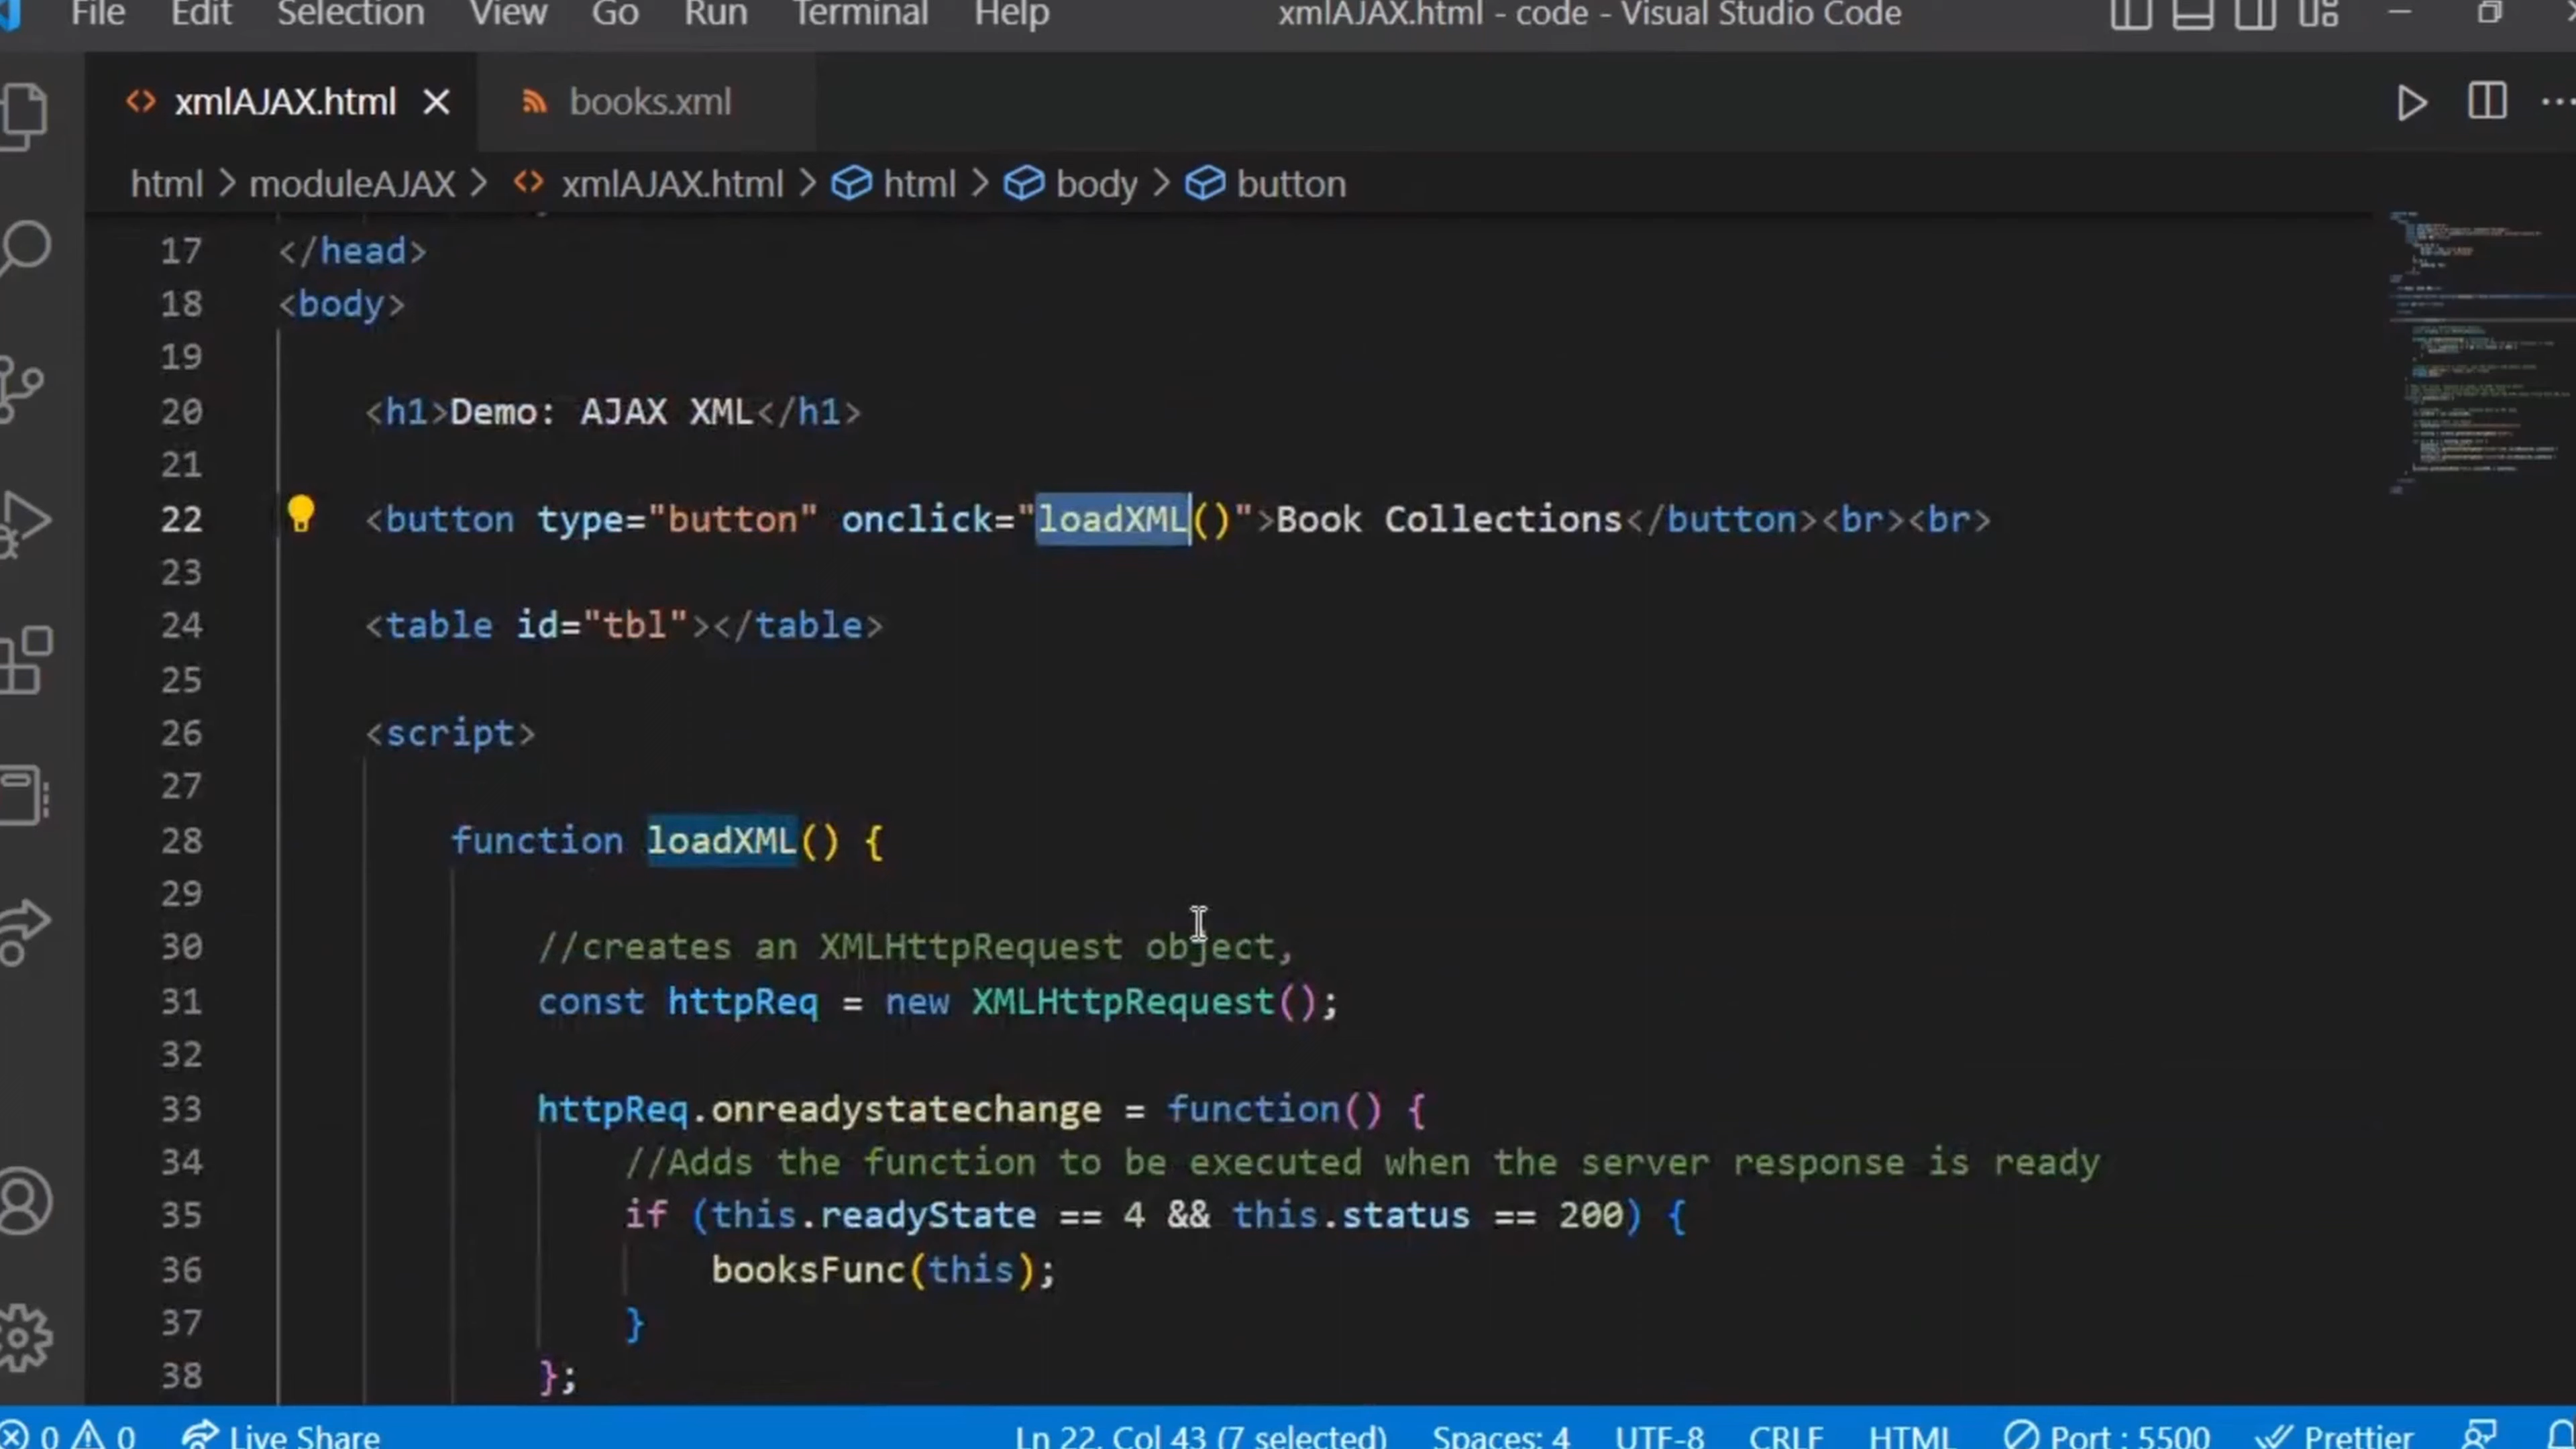 File Edit Selection View Go Run Terminal Help xmlAJAX.html - code - Visual Studio Code
xmlAJAX.html books.xml
html > moduleAJAX > xmlAJAX.html > html > body > button
17 </head>
18 <body>
19
20 <h1>Demo: AJAX XML</h1>
21
22 <button type="button" onclick="loadXML()">Book Collections</button><br><br>
23
24 <table id="tbl"></table>
25
26 <script>
27
28 function loadXML() {
29
30 //creates an XMLHttpRequest object,
31 const httpReq = new XMLHttpRequest();
32
33 httpReq.onreadystatechange = function() {
34 //Adds the function to be executed when the server response is ready
35 if (this.readyState == 4 && this.status == 200) {
36 booksFunc(this);
37 }
38 };
0 0 Live Share Ln 22, Col 43 (7 selected) Spaces: 4 UTF-8 CRLF HTML Port : 5500 Prettier